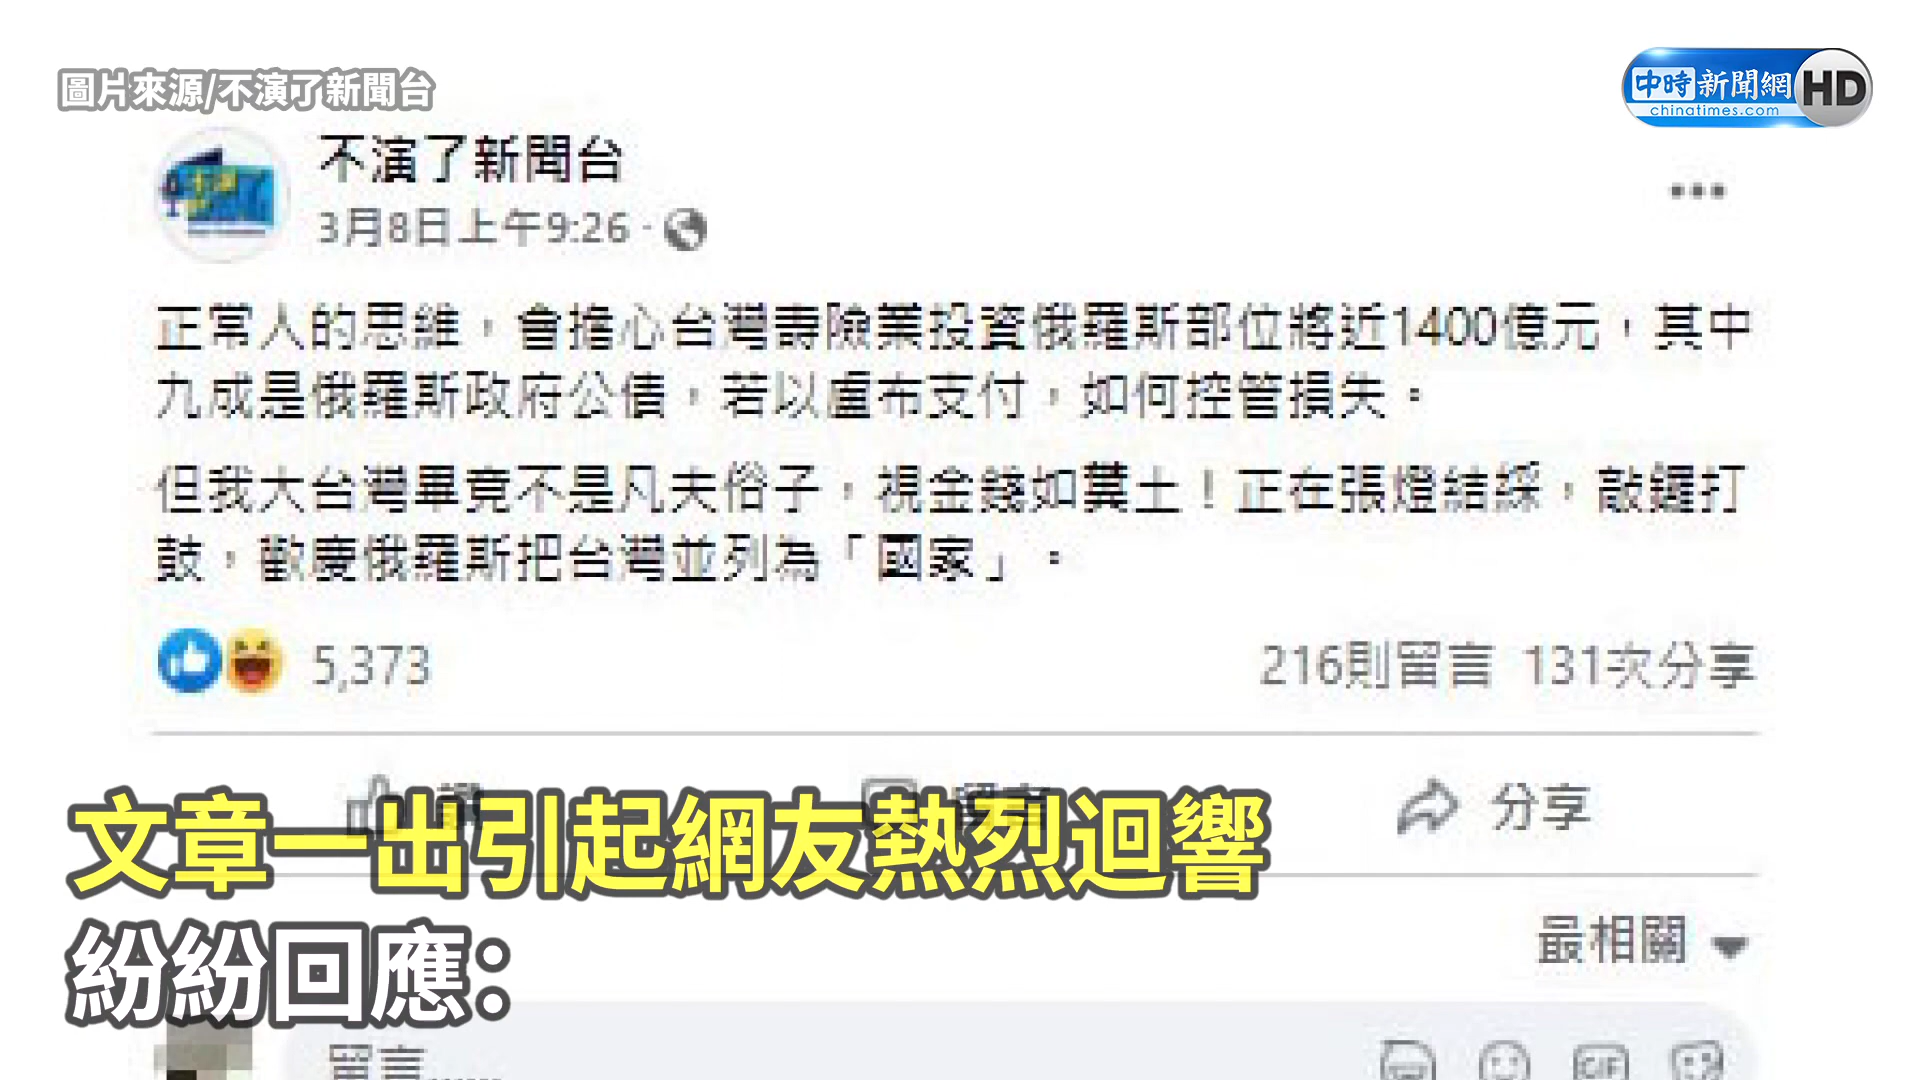 圖片來源/不演了新聞台
中時新聞網HD
chinatimes.com
不演了新聞台
3月8日上午9:26
正常人的思維，會擔心台灣壽險業投資俄羅斯部位將近1400億元，其中
九成是俄羅斯政府公債，若以盧布支付，如何控管損失。
但我大台灣畢竟不是凡夫俗子，視金錢如糞土！正在張燈結綵，敲鑼打
鼓，歡慶俄羅斯把台灣並列為「國家」。
5,373
216則留言 131次分享
讚 留言 分享
文章一出引起網友熱烈迴響
最相關
紛紛回應：
留言......
GIF